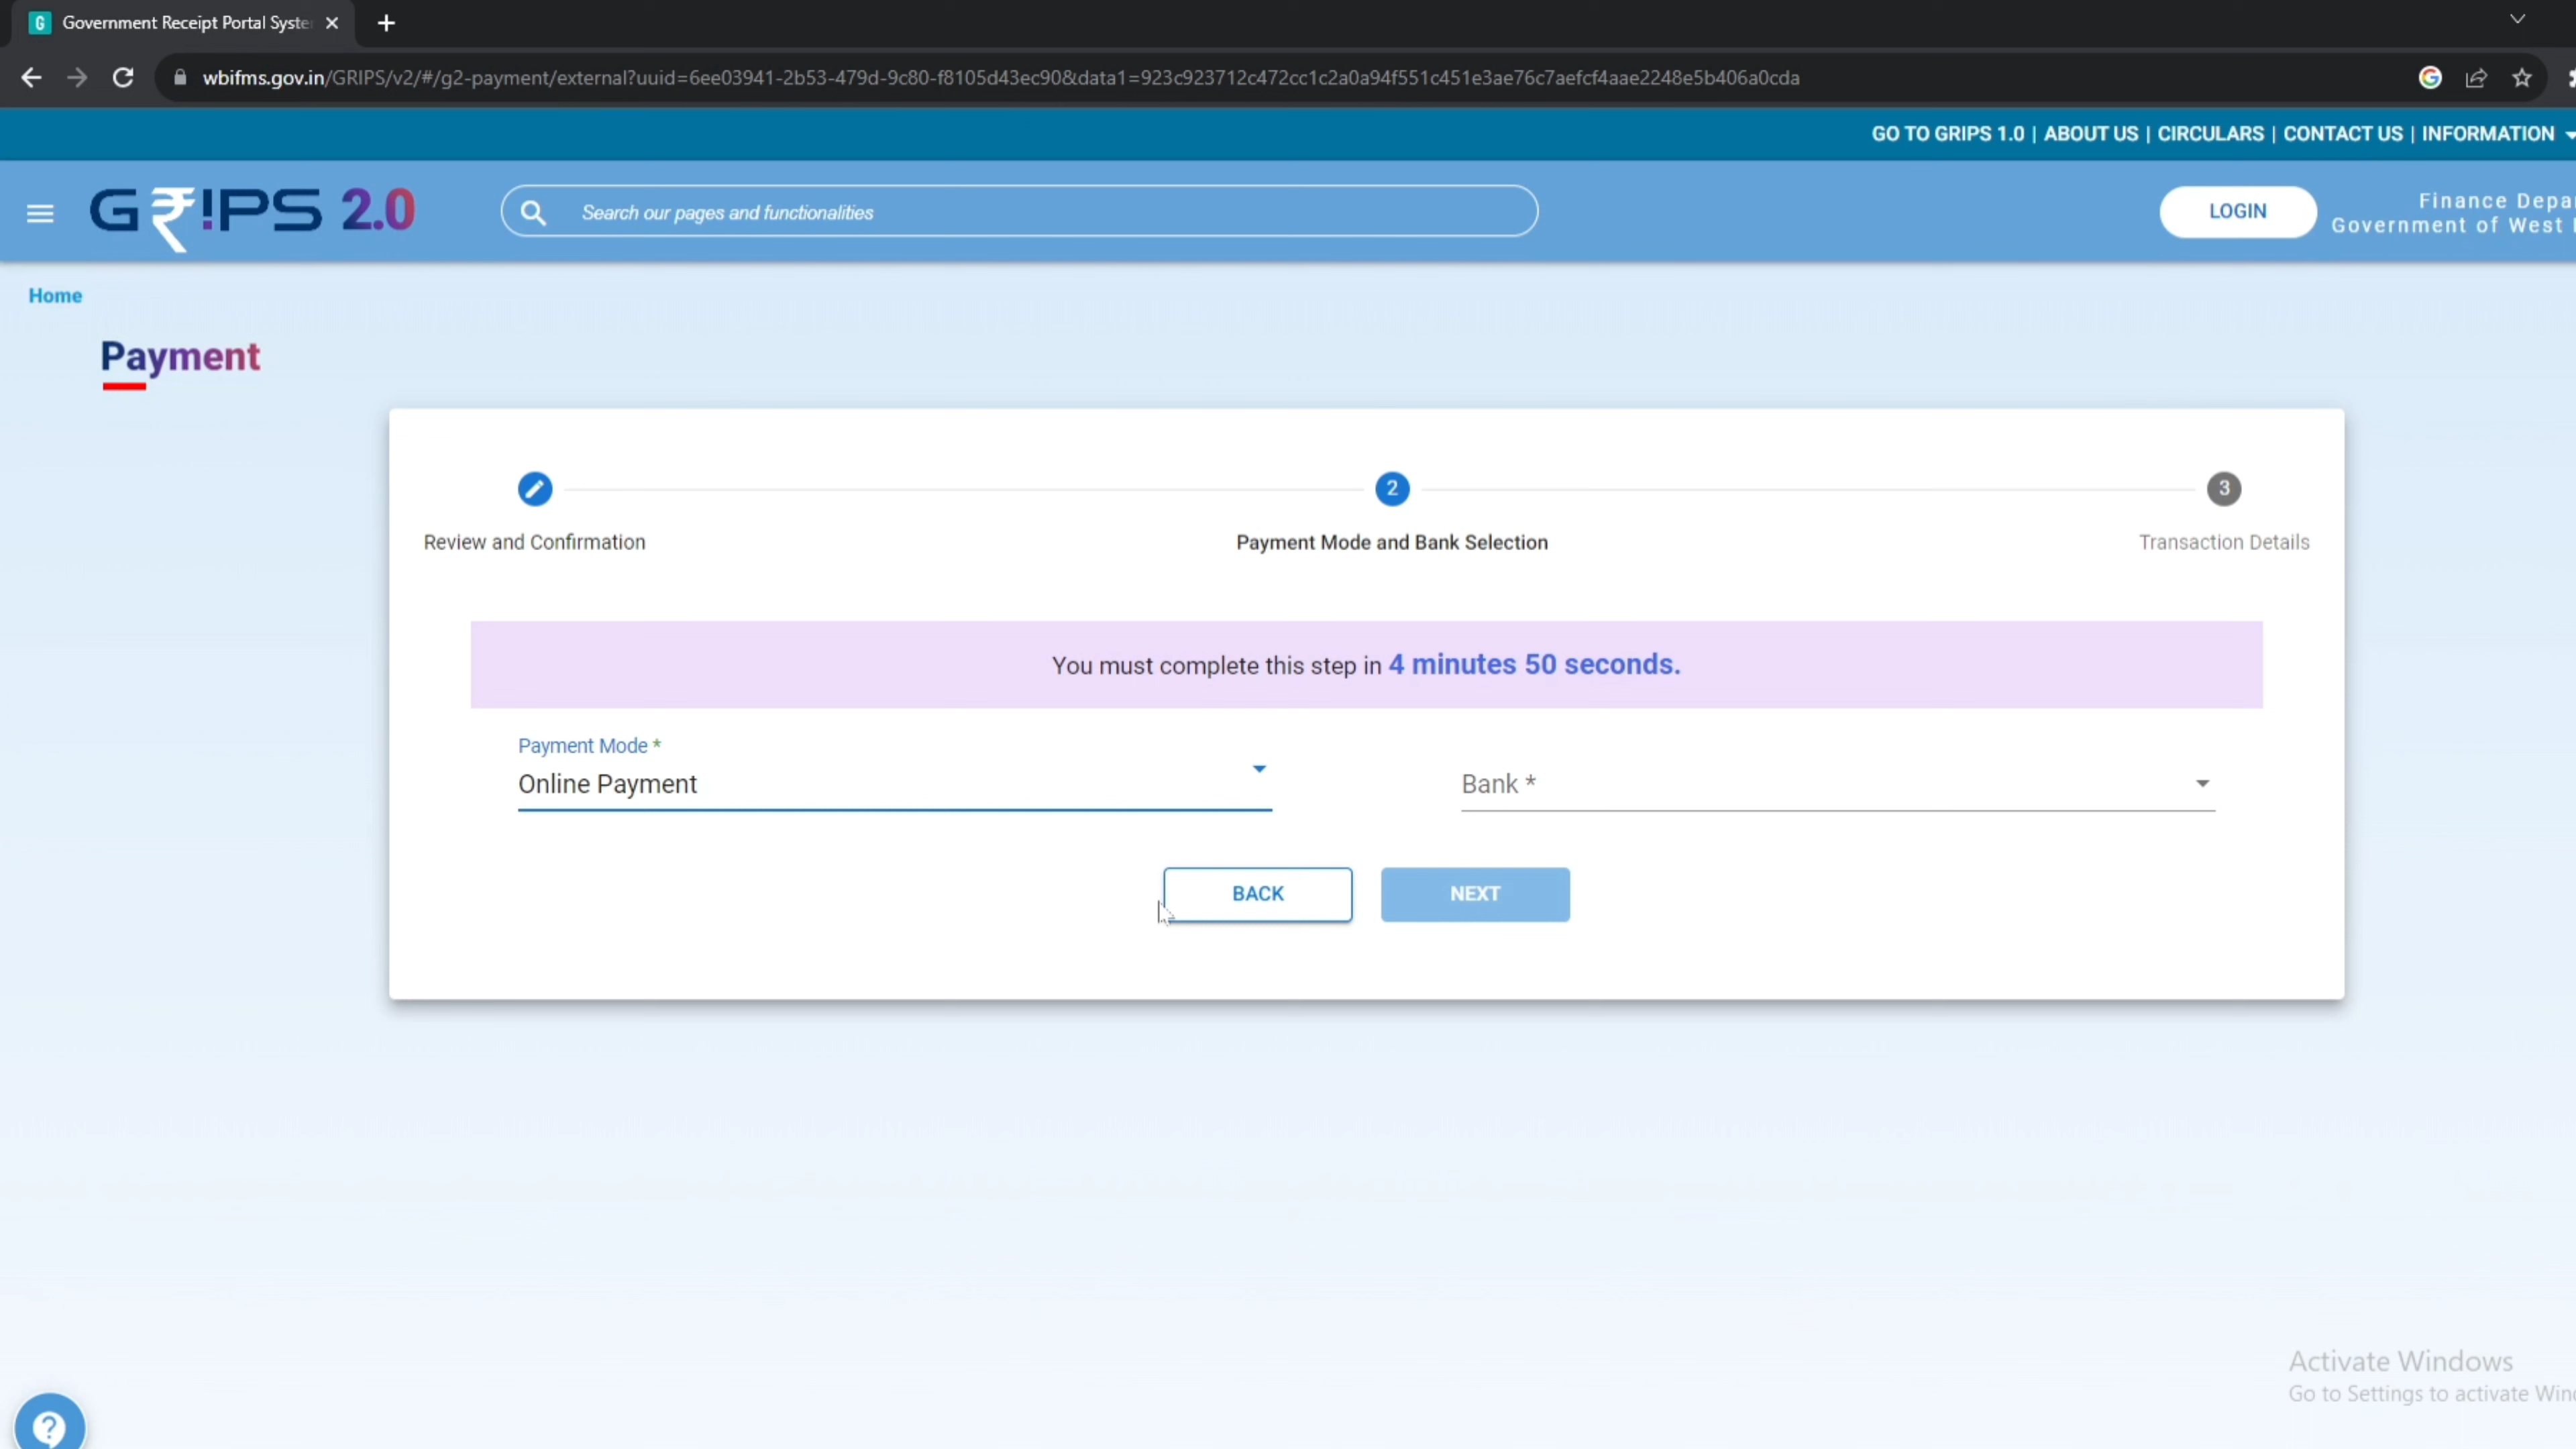 Government Receipt Portal Syste
wbifms.gov.in/GRIPS/v2/#/g2-payment/external?uuid=6ee03941-2b53-479d-9c80-f8105d43ec90&data1=923c923712c472cc1c2a0a94f551c451e3ae76c7aefcf4aae2248e5b406a0cda
GO TO GRIPS 1.0 | ABOUT US | CIRCULARS | CONTACT US | INFORMATION
G₹!PS 2.0
Search our pages and functionalities
LOGIN
Finance Depa
Government of West
Home
Payment
2
3
Review and Confirmation
Payment Mode and Bank Selection
Transaction Details
You must complete this step in 4 minutes 50 seconds.
Payment Mode *
Online Payment
Bank *
BACK
NEXT
Activate Windows
Go to Settings to activate Win